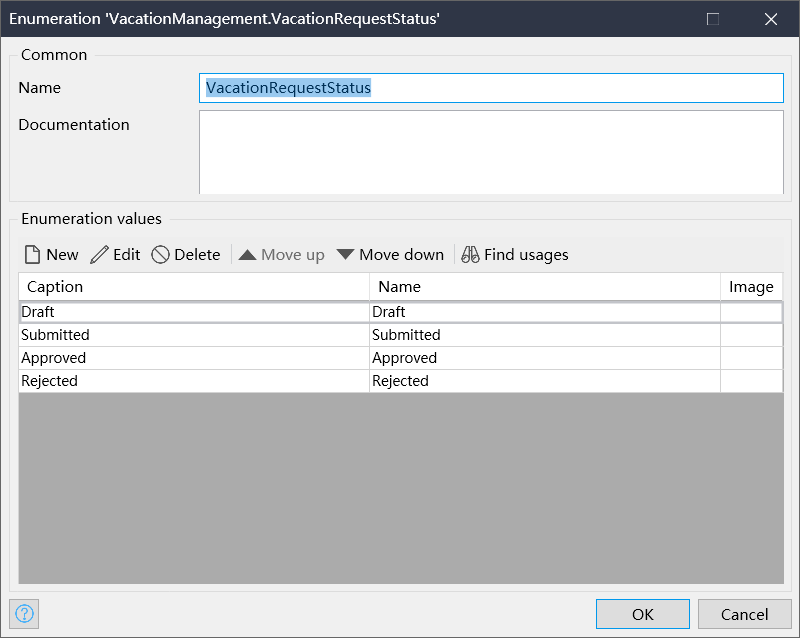 Enumeration 'VacationManagement.VacationRequestStatus'
Common
Name VacationRequestStatus
Documentation
Enumeration values
New Edit Delete Move up Move down Find usages
Caption Name Image
Draft Draft
Submitted Submitted
Approved Approved
Rejected Rejected
? OK Cancel